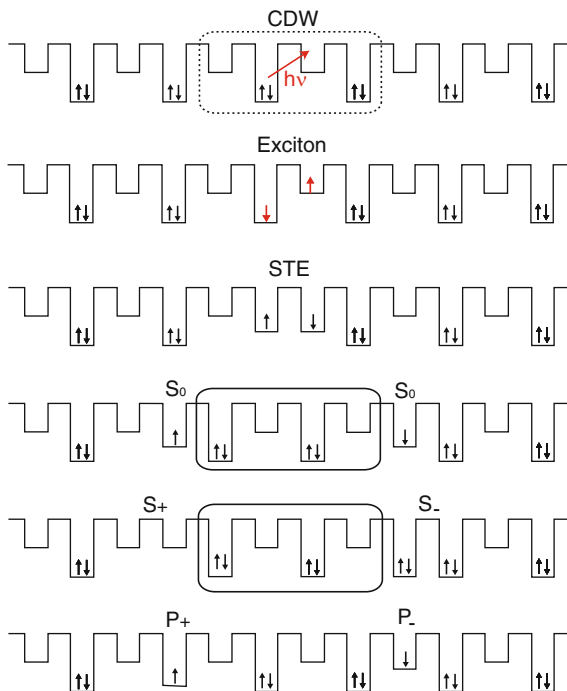 CDW
hν
Exciton
STE
S₀ S₀
S+ S-
P+ P-